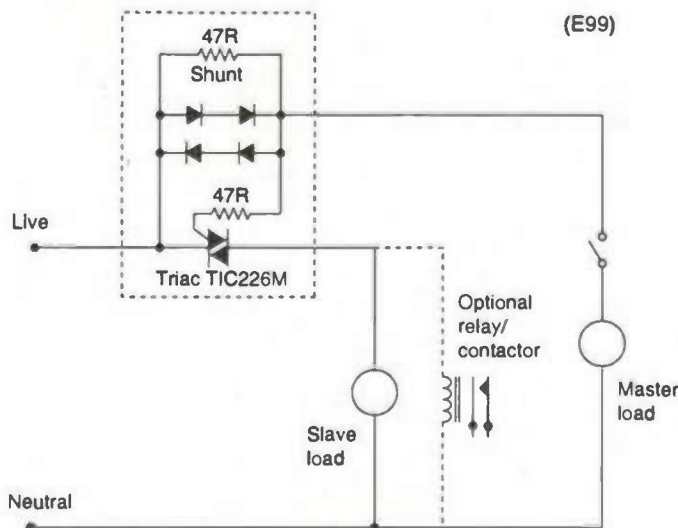 47R
Shunt
(E99)
47R
Live
Triac TIC226M
Optional
relay/
contactor
Master
load
Slave
load
Neutral